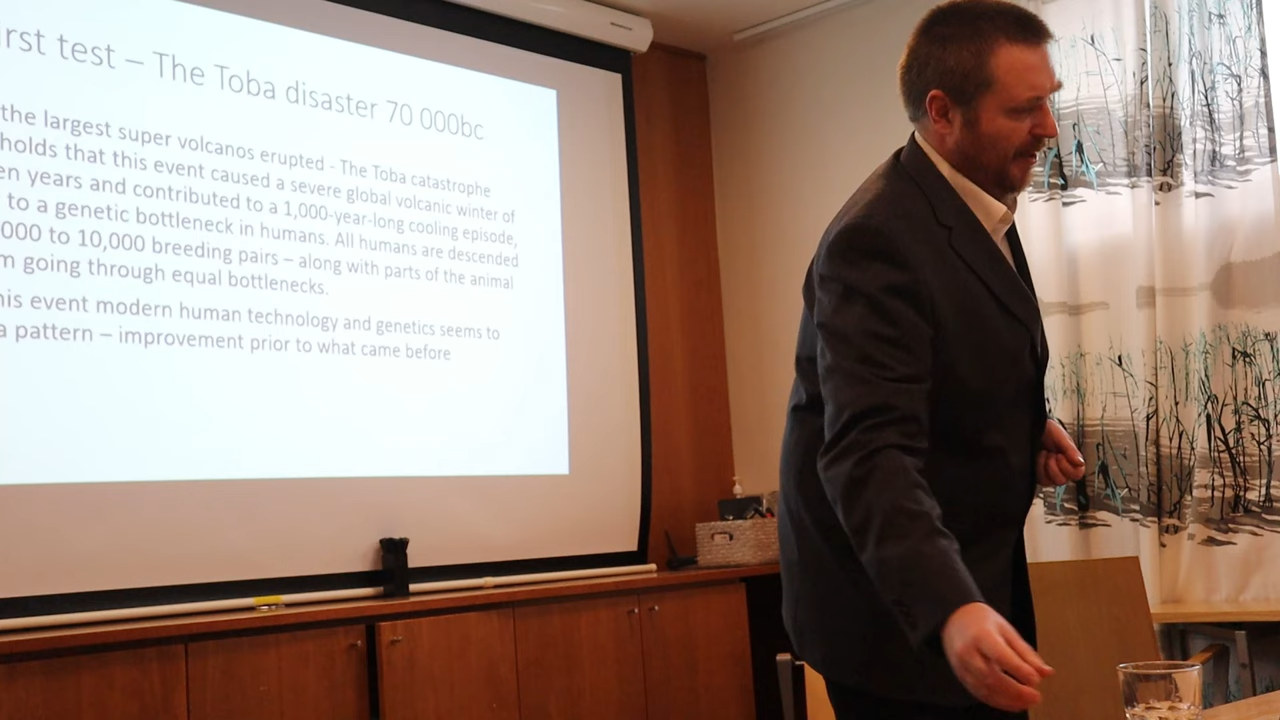 rst test – The Toba disaster 70 000bc
the largest super volcanos erupted - The Toba catastrophe
holds that this event caused a severe global volcanic winter of
en years and contributed to a 1,000-year-long cooling episode,
to a genetic bottleneck in humans. All humans are descended
000 to 10,000 breeding pairs – along with parts of the animal
m going through equal bottlenecks.
his event modern human technology and genetics seems to
a pattern – improvement prior to what came before